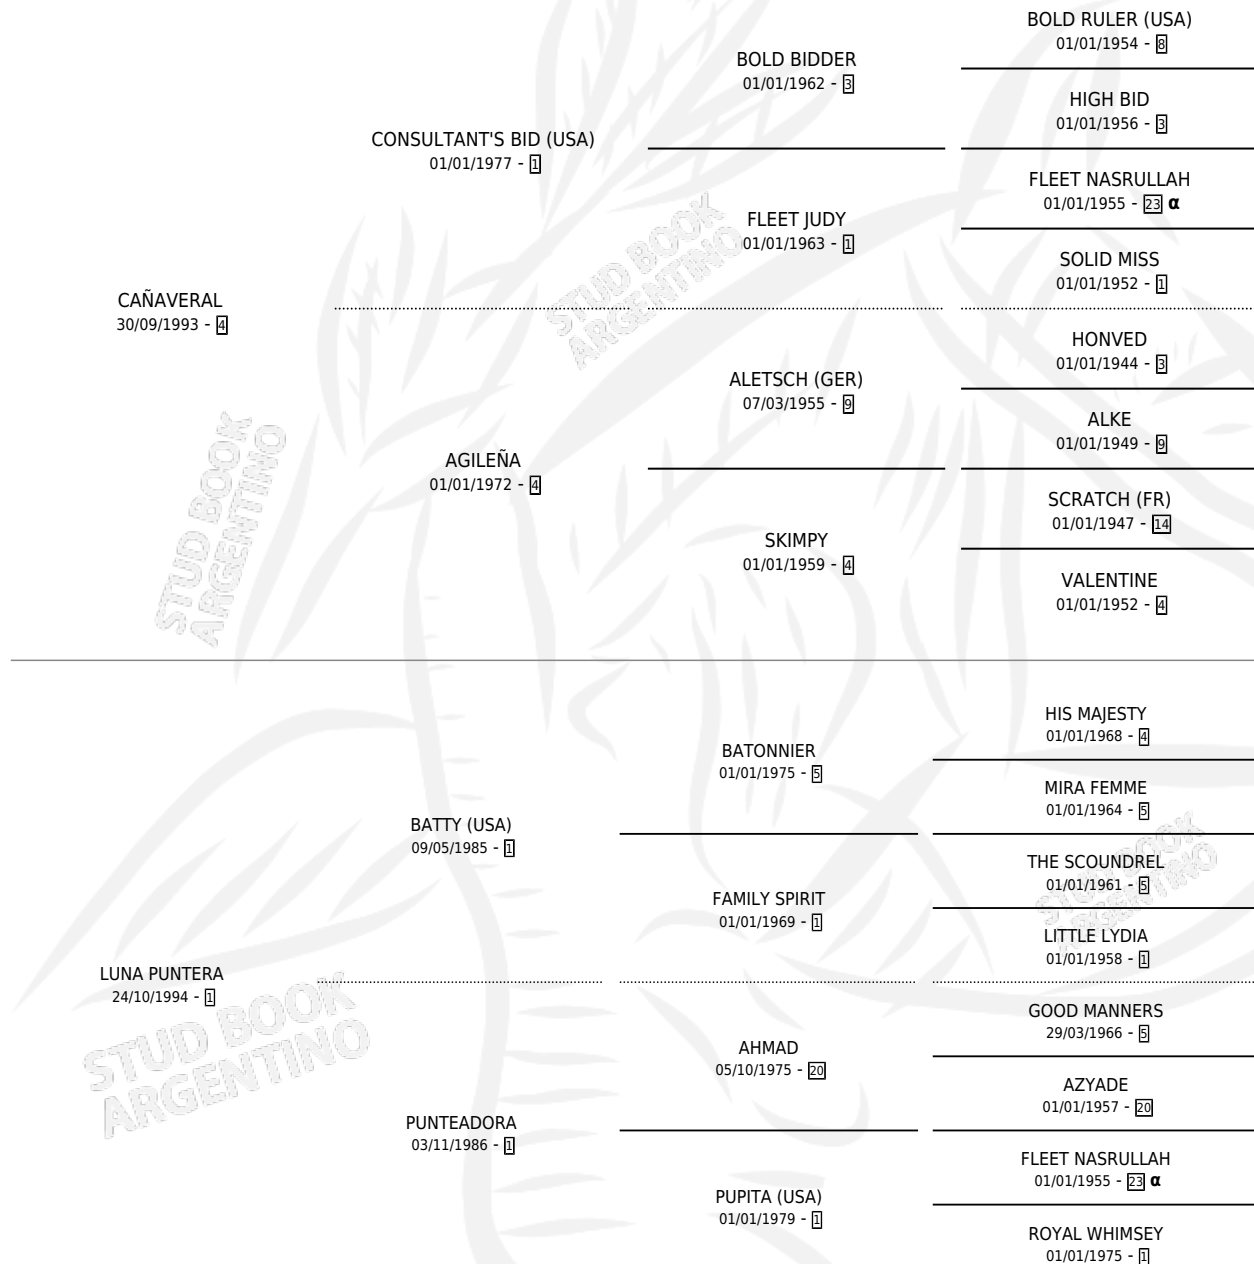 BOLD RULER (USA)
01/01/1954 - 8
BOLD BIDDER
01/01/1962 - 3
HIGH BID
01/01/1956 - 3
CONSULTANT'S BID (USA)
01/01/1977 - 1
FLEET NASRULLAH
01/01/1955 - 23 α
FLEET JUDY
01/01/1963 - 1
SOLID MISS
01/01/1952 - 1
CAÑAVERAL
30/09/1993 - 4
HONVED
01/01/1944 - 3
ALETSCH (GER)
07/03/1955 - 9
ALKE
01/01/1949 - 9
AGILEÑA
01/01/1972 - 4
SCRATCH (FR)
01/01/1947 - 14
SKIMPY
01/01/1959 - 4
VALENTINE
01/01/1952 - 4
HIS MAJESTY
01/01/1968 - 4
BATONNIER
01/01/1975 - 5
MIRA FEMME
01/01/1964 - 5
BATTY (USA)
09/05/1985 - 1
THE SCOUNDREL
01/01/1961 - 5
FAMILY SPIRIT
01/01/1969 - 1
LITTLE LYDIA
01/01/1958 - 1
LUNA PUNTERA
24/10/1994 - 1
GOOD MANNERS
29/03/1966 - 5
AHMAD
05/10/1975 - 20
AZYADE
01/01/1957 - 20
PUNTEADORA
03/11/1986 - 1
FLEET NASRULLAH
01/01/1955 - 23 α
PUPITA (USA)
01/01/1979 - 1
ROYAL WHIMSEY
01/01/1975 - 1
STUD BOOK
ARGENTINO
STUD BOOK
ARGENTINO
STUD BOOK
ARGENTINO
STUD BOOK
ARGENTINO